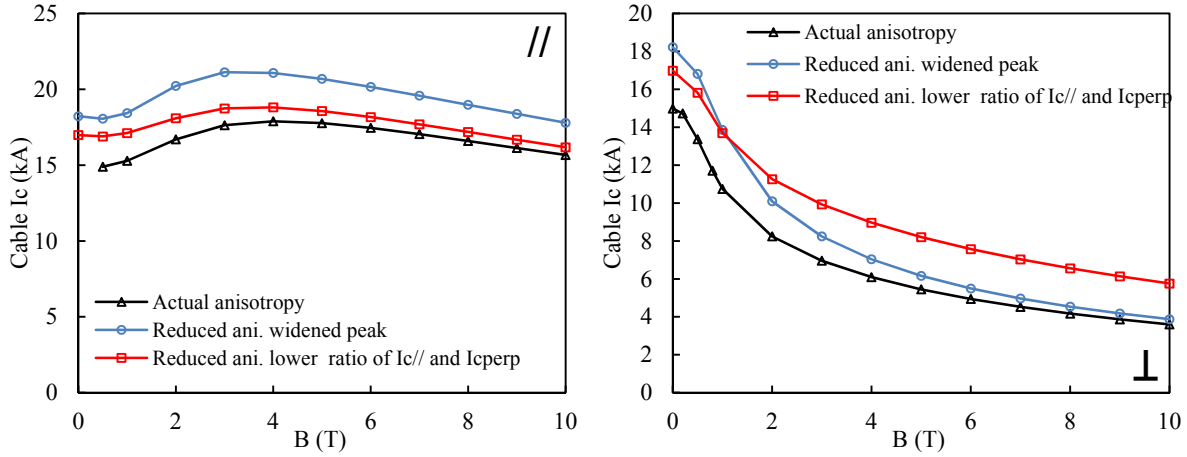 25
20
15
10
5
0
Cable Ic (kA)
//
Actual anisotropy
Reduced ani. widened peak
Reduced ani. lower ratio of Ic// and Icperp
0 2 4 6 8 10
B (T)
20
18
16
14
12
10
8
6
4
2
0
Cable Ic (kA)
Actual anisotropy
Reduced ani. widened peak
Reduced ani. lower ratio of Ic// and Icperp
⊥
0 2 4 6 8 10
B (T)